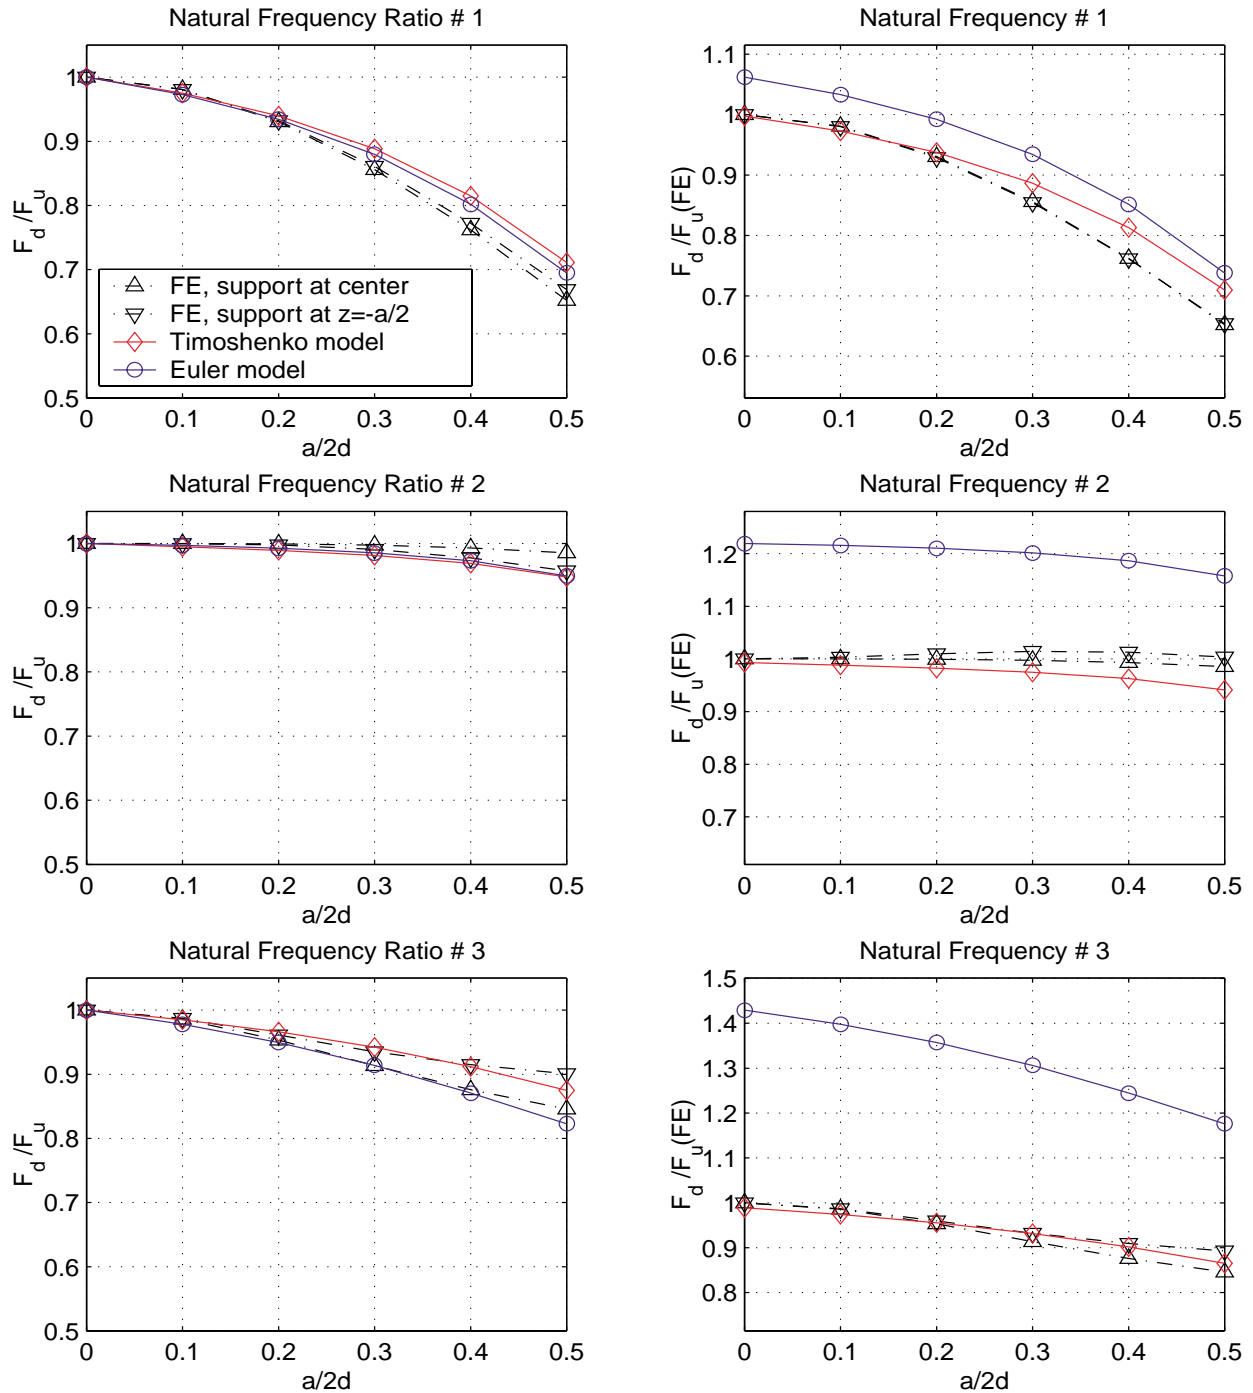 Natural Frequency Ratio # 1
1
0.9
0.8
0.7
0.6
0.5
F_d/F_u
FE, support at center
FE, support at z=-a/2
Timoshenko model
Euler model
0 0.1 0.2 0.3 0.4 0.5
a/2d
Natural Frequency # 1
1.1
1
0.9
0.8
0.7
0.6
F_d/F_u(FE)
0 0.1 0.2 0.3 0.4 0.5
a/2d
Natural Frequency Ratio # 2
1
0.9
0.8
0.7
0.6
0.5
F_d/F_u
0 0.1 0.2 0.3 0.4 0.5
a/2d
Natural Frequency # 2
1.2
1.1
1
0.9
0.8
0.7
F_d/F_u(FE)
0 0.1 0.2 0.3 0.4 0.5
a/2d
Natural Frequency Ratio # 3
1
0.9
0.8
0.7
0.6
0.5
F_d/F_u
0 0.1 0.2 0.3 0.4 0.5
a/2d
Natural Frequency # 3
1.5
1.4
1.3
1.2
1.1
1
0.9
0.8
F_d/F_u(FE)
0 0.1 0.2 0.3 0.4 0.5
a/2d